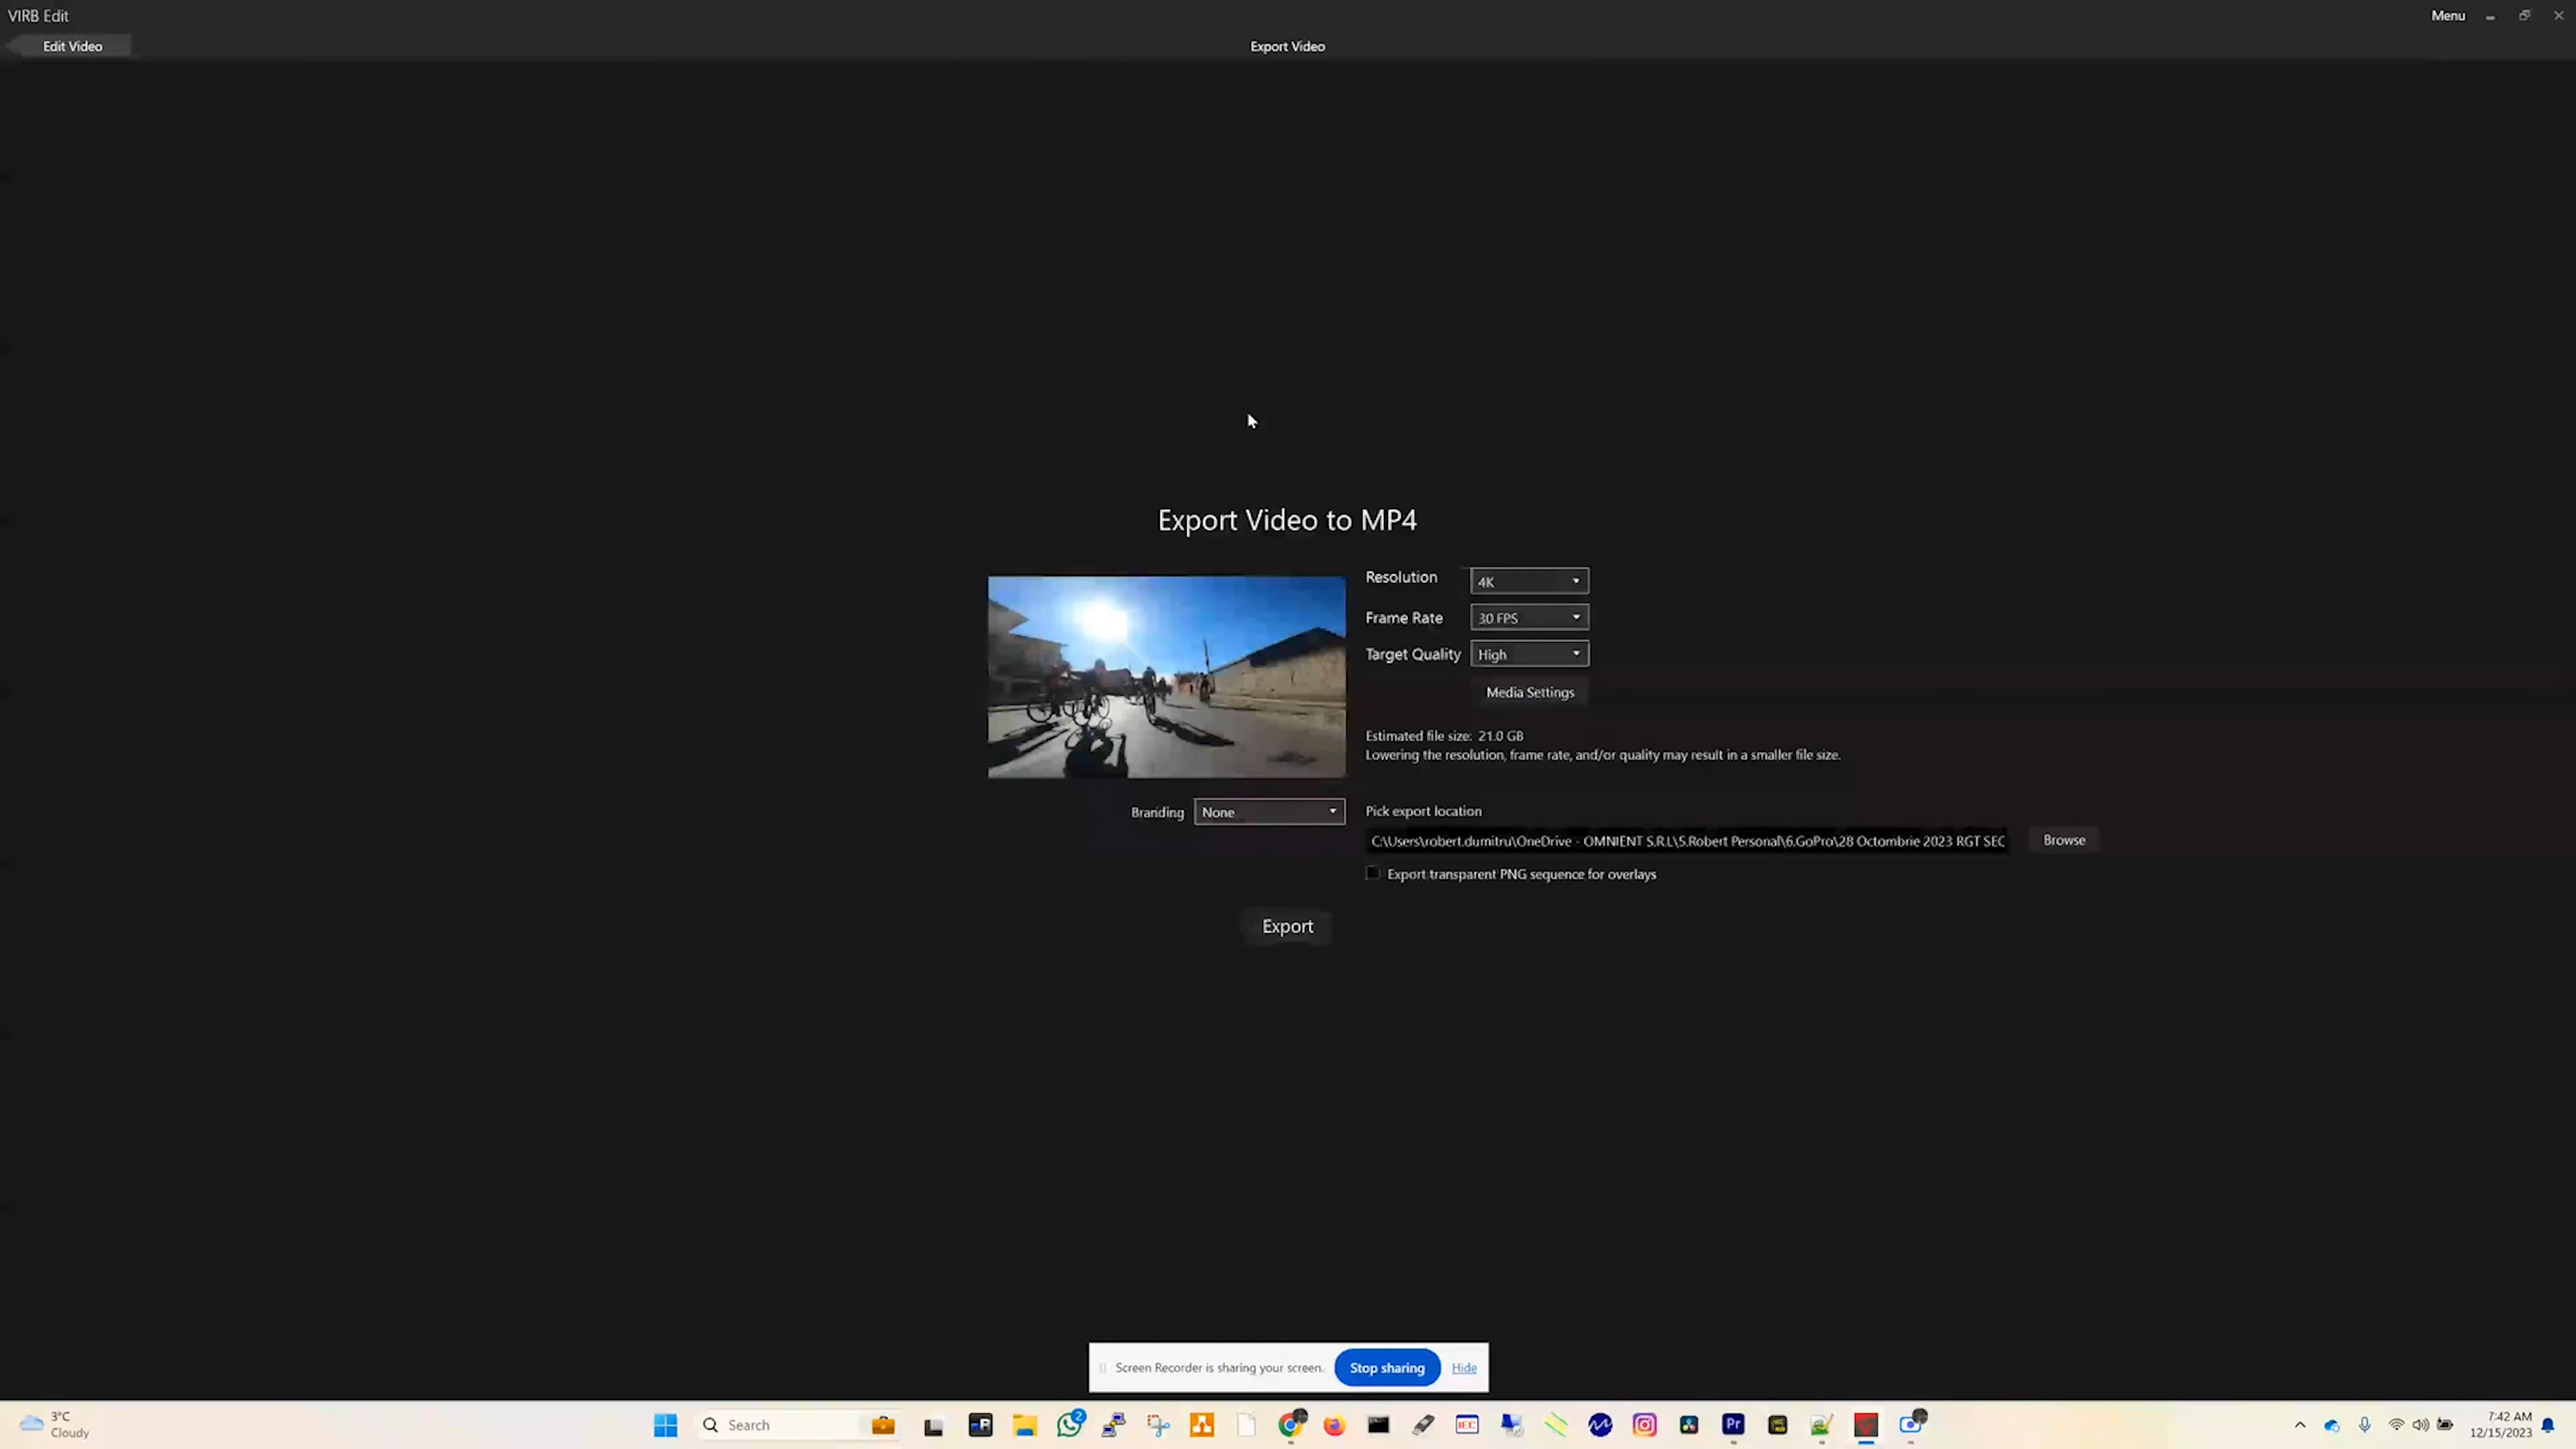 VIRB Edit
Menu
Edit Video
Export Video
Export Video to MP4
Resolution
4K
Frame Rate
30 FPS
Target Quality
High
Media Settings
Estimated file size: 21.0 GB
Lowering the resolution, frame rate, and/or quality may result in a smaller file size.
Branding
None
Pick export location
C:\Users\robert.dumitru\OneDrive - OMNIENT S.R.L\5.Robert Personal\6.GoPro\28 Octombrie 2023 RGT SEC
Browse
Export transparent PNG sequence for overlays
Export
Screen Recorder is sharing your screen.
Stop sharing
Hide
3°C
Cloudy
Search
2
IEC
Pr
7:42 AM
12/15/2023